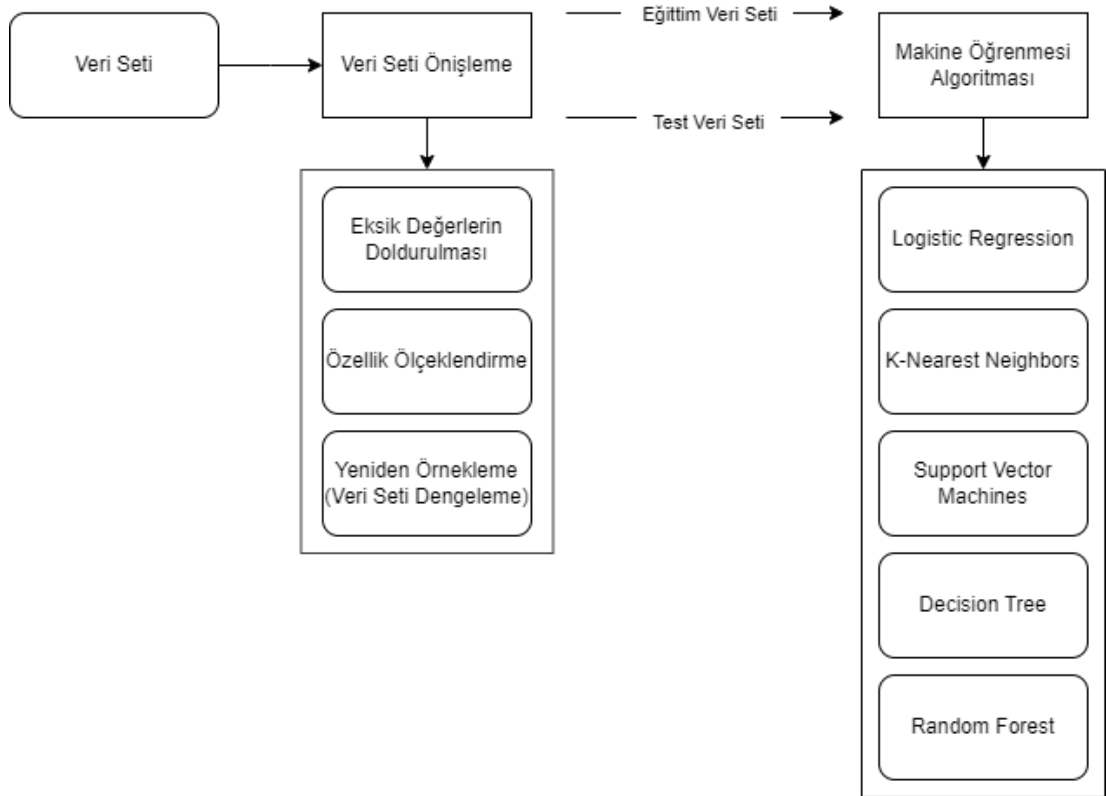 Veri Seti
Veri Seti Önişleme
Eğittim Veri Seti
Test Veri Seti
Makine Öğrenmesi
Algoritması
Eksik Değerlerin
Doldurulması
Özellik Ölçeklendirme
Yeniden Örnekleme
(Veri Seti Dengeleme)
Logistic Regression
K-Nearest Neighbors
Support Vector
Machines
Decision Tree
Random Forest